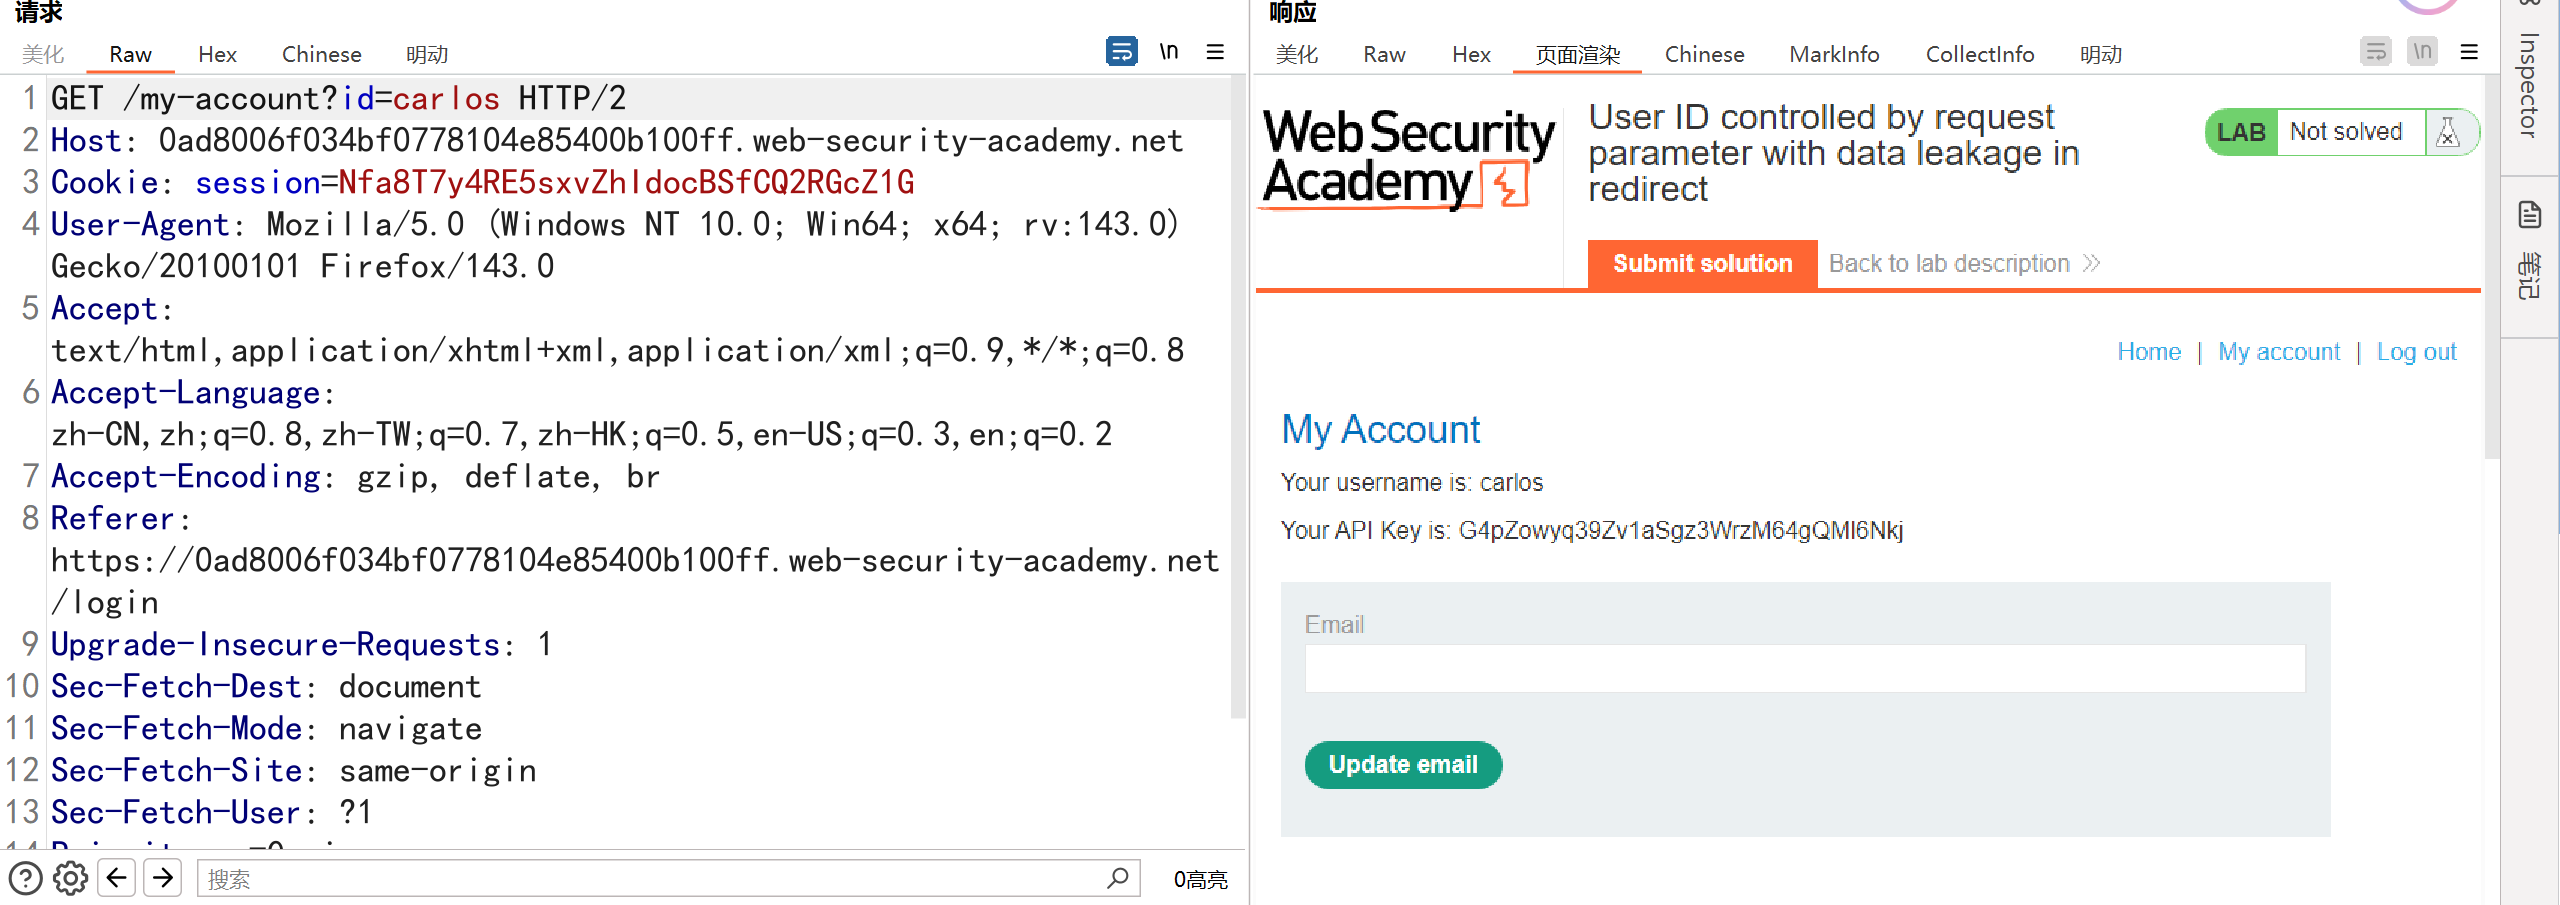 请求
美化 Raw Hex Chinese 明动 \n
1 GET /my-account?id=carlos HTTP/2
2 Host: 0ad8006f034bf0778104e85400b100ff.web-security-academy.net
3 Cookie: session=Nfa8T7y4RE5sxvZhIdocBSfCQ2RGcZ1G
4 User-Agent: Mozilla/5.0 (Windows NT 10.0; Win64; x64; rv:143.0)
Gecko/20100101 Firefox/143.0
5 Accept:
text/html,application/xhtml+xml,application/xml;q=0.9,*/*;q=0.8
6 Accept-Language:
zh-CN,zh;q=0.8,zh-TW;q=0.7,zh-HK;q=0.5,en-US;q=0.3,en;q=0.2
7 Accept-Encoding: gzip, deflate, br
8 Referer:
https://0ad8006f034bf0778104e85400b100ff.web-security-academy.net
/login
9 Upgrade-Insecure-Requests: 1
10 Sec-Fetch-Dest: document
11 Sec-Fetch-Mode: navigate
12 Sec-Fetch-Site: same-origin
13 Sec-Fetch-User: ?1
搜索
0高亮
响应
美化 Raw Hex 页面渲染 Chinese MarkInfo CollectInfo 明动 \n
Web Security
Academy
User ID controlled by request
parameter with data leakage in
redirect
LAB Not solved
Submit solution Back to lab description
Home | My account | Log out
My Account
Your username is: carlos
Your API Key is: G4pZowyq39Zv1aSgz3WrzM64gQMl6Nkj
Email
Update email
Inspector
笔记